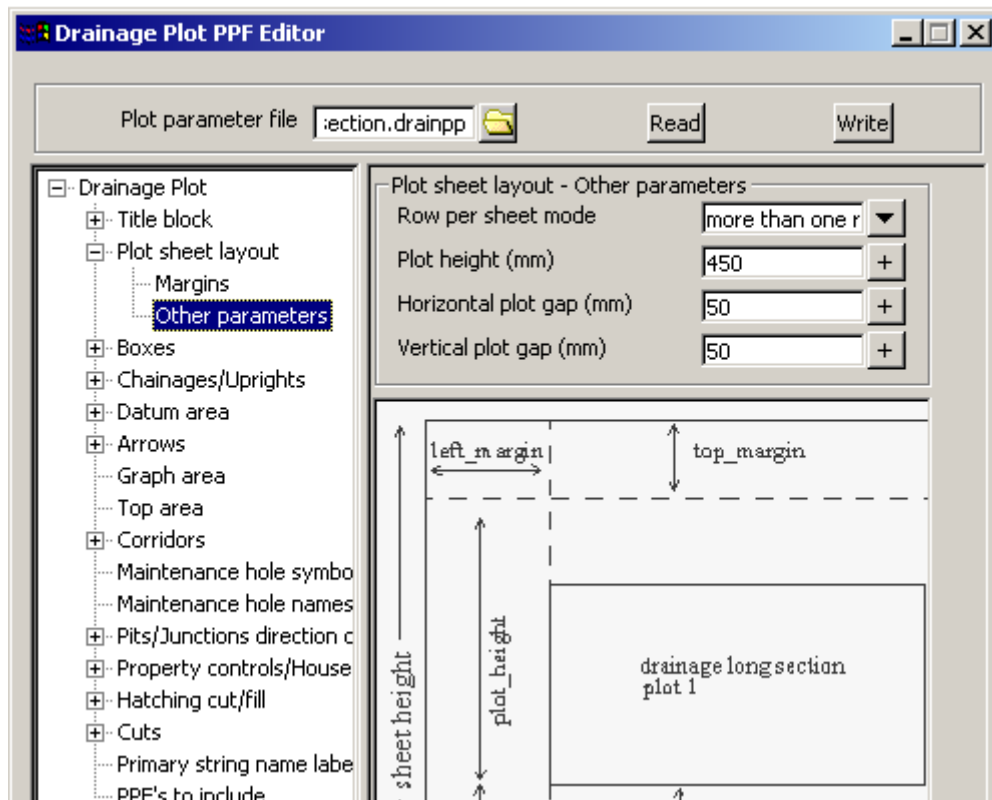 Drainage Plot PPF Editor
Plot parameter file
ection.drainpp
Read
Write
Drainage Plot
Title block
Plot sheet layout
Margins
Other parameters
Boxes
Chainages/Uprights
Datum area
Arrows
Graph area
Top area
Corridors
Maintenance hole symbo
Maintenance hole names
Pits/Junctions direction c
Property controls/House
Hatching cut/fill
Cuts
Primary string name labe
PPF's to include
Plot sheet layout - Other parameters
Row per sheet mode
more than one r
Plot height (mm)
450
+
Horizontal plot gap (mm)
50
+
Vertical plot gap (mm)
50
+
left_margin
top_margin
plot_height
sheet height
drainage long section
plot 1